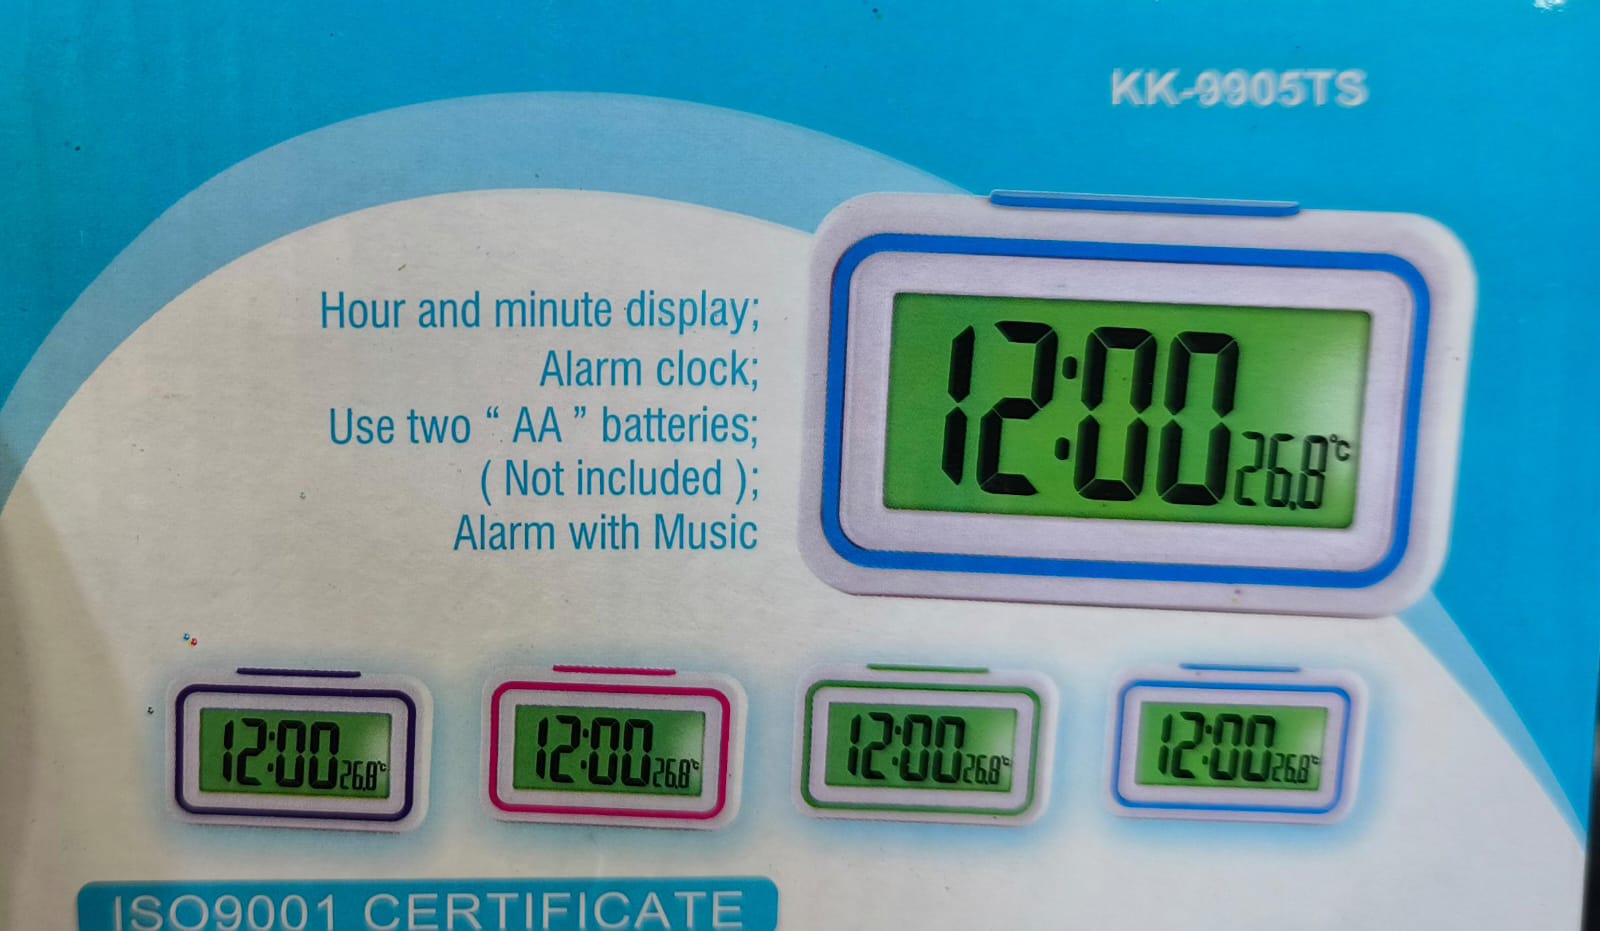 KK-9905TS
Hour and minute display;
Alarm clock;
Use two “ AA ” batteries;
( Not included );
Alarm with Music
12:00 26.8°C
12:00 26.8°C
12:00 26.8°C
12:00 26.8°C
12:00 26.8°C
ISO9001 CERTIFICATE